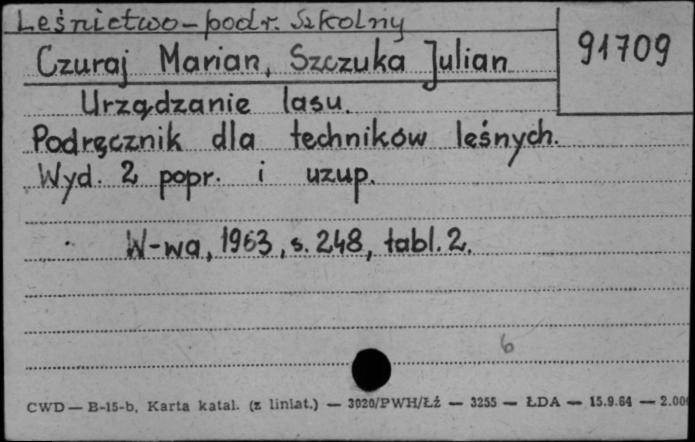 Leśnictwo-podr. Szkolny
91709
Czuraj Marian, Szczuka Julian
Urządzanie lasu.
Podręcznik dla techników leśnych.
Wyd. 2 popr. i uzup.
W-wa, 1963, s. 248, tabl. 2.
6
CWD — B-15-b, Karta katal. (z liniat.) — 3020/PWH/Łź — 3255 — ŁDA — 15.9.64 — 2.00